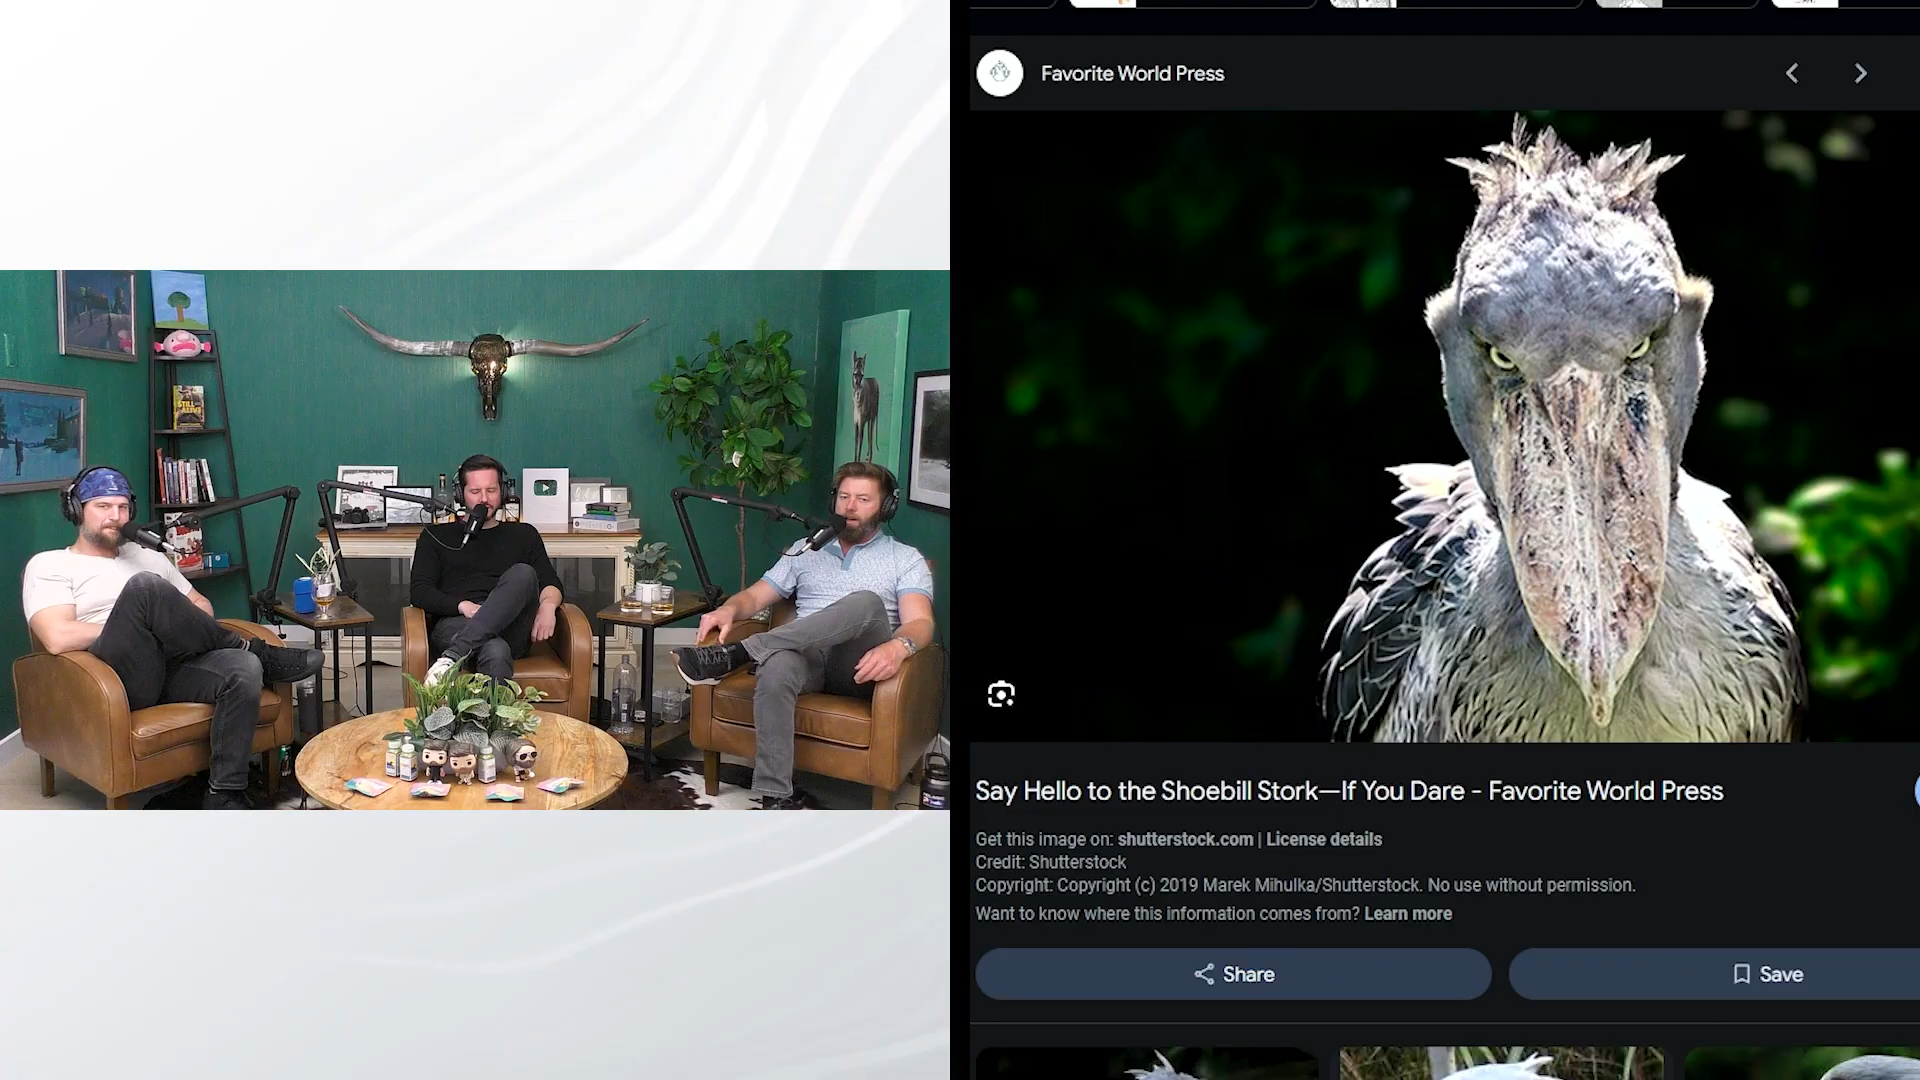 Favorite World Press
STILL
ALIVE
Say Hello to the Shoebill Stork—If You Dare - Favorite World Press
Get this image on: shutterstock.com | License details
Credit: Shutterstock
Copyright: Copyright (c) 2019 Marek Mihulka/Shutterstock. No use without permission.
Want to know where this information comes from? Learn more
Share
Save